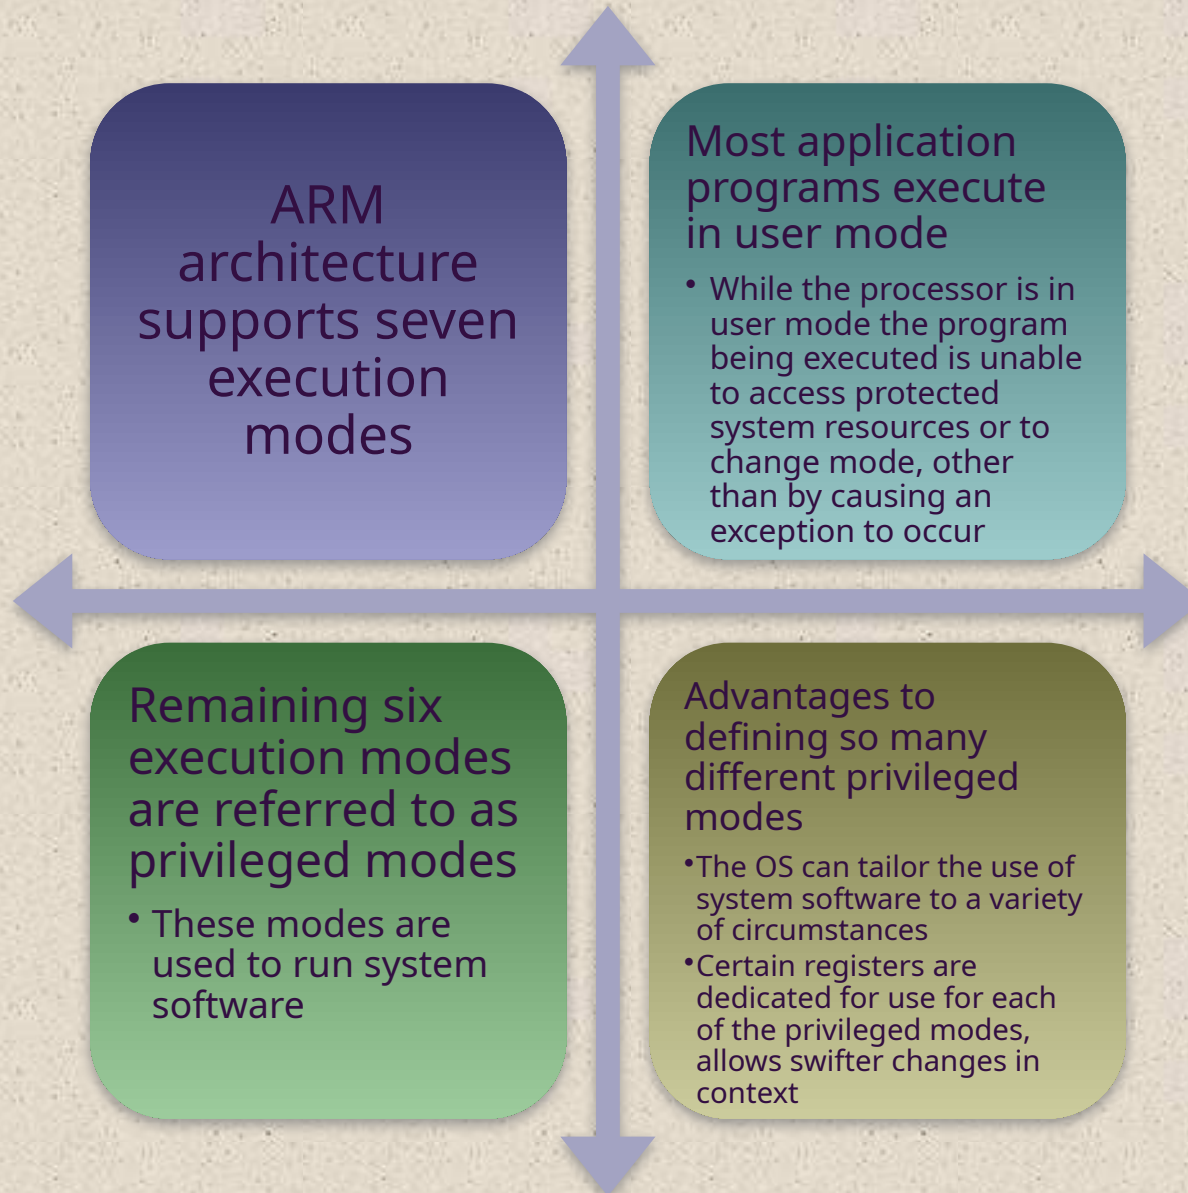 ARM
architecture
supports seven
execution
modes
Most application
programs execute
in user mode
• While the processor is in
user mode the program
being executed is unable
to access protected
system resources or to
change mode, other
than by causing an
exception to occur
Remaining six
execution modes
are referred to as
privileged modes
• These modes are
used to run system
software
Advantages to
defining so many
different privileged
modes
•The OS can tailor the use of
system software to a variety
of circumstances
•Certain registers are
dedicated for use for each
of the privileged modes,
allows swifter changes in
context